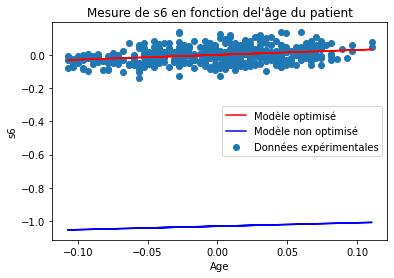 Mesure de s6 en fonction del'âge du patient
s6
0.0
−0.2
−0.4
−0.6
−0.8
−1.0
Modèle optimisé
Modèle non optimisé
Données expérimentales
−0.10
−0.05
0.00
0.05
0.10
Age